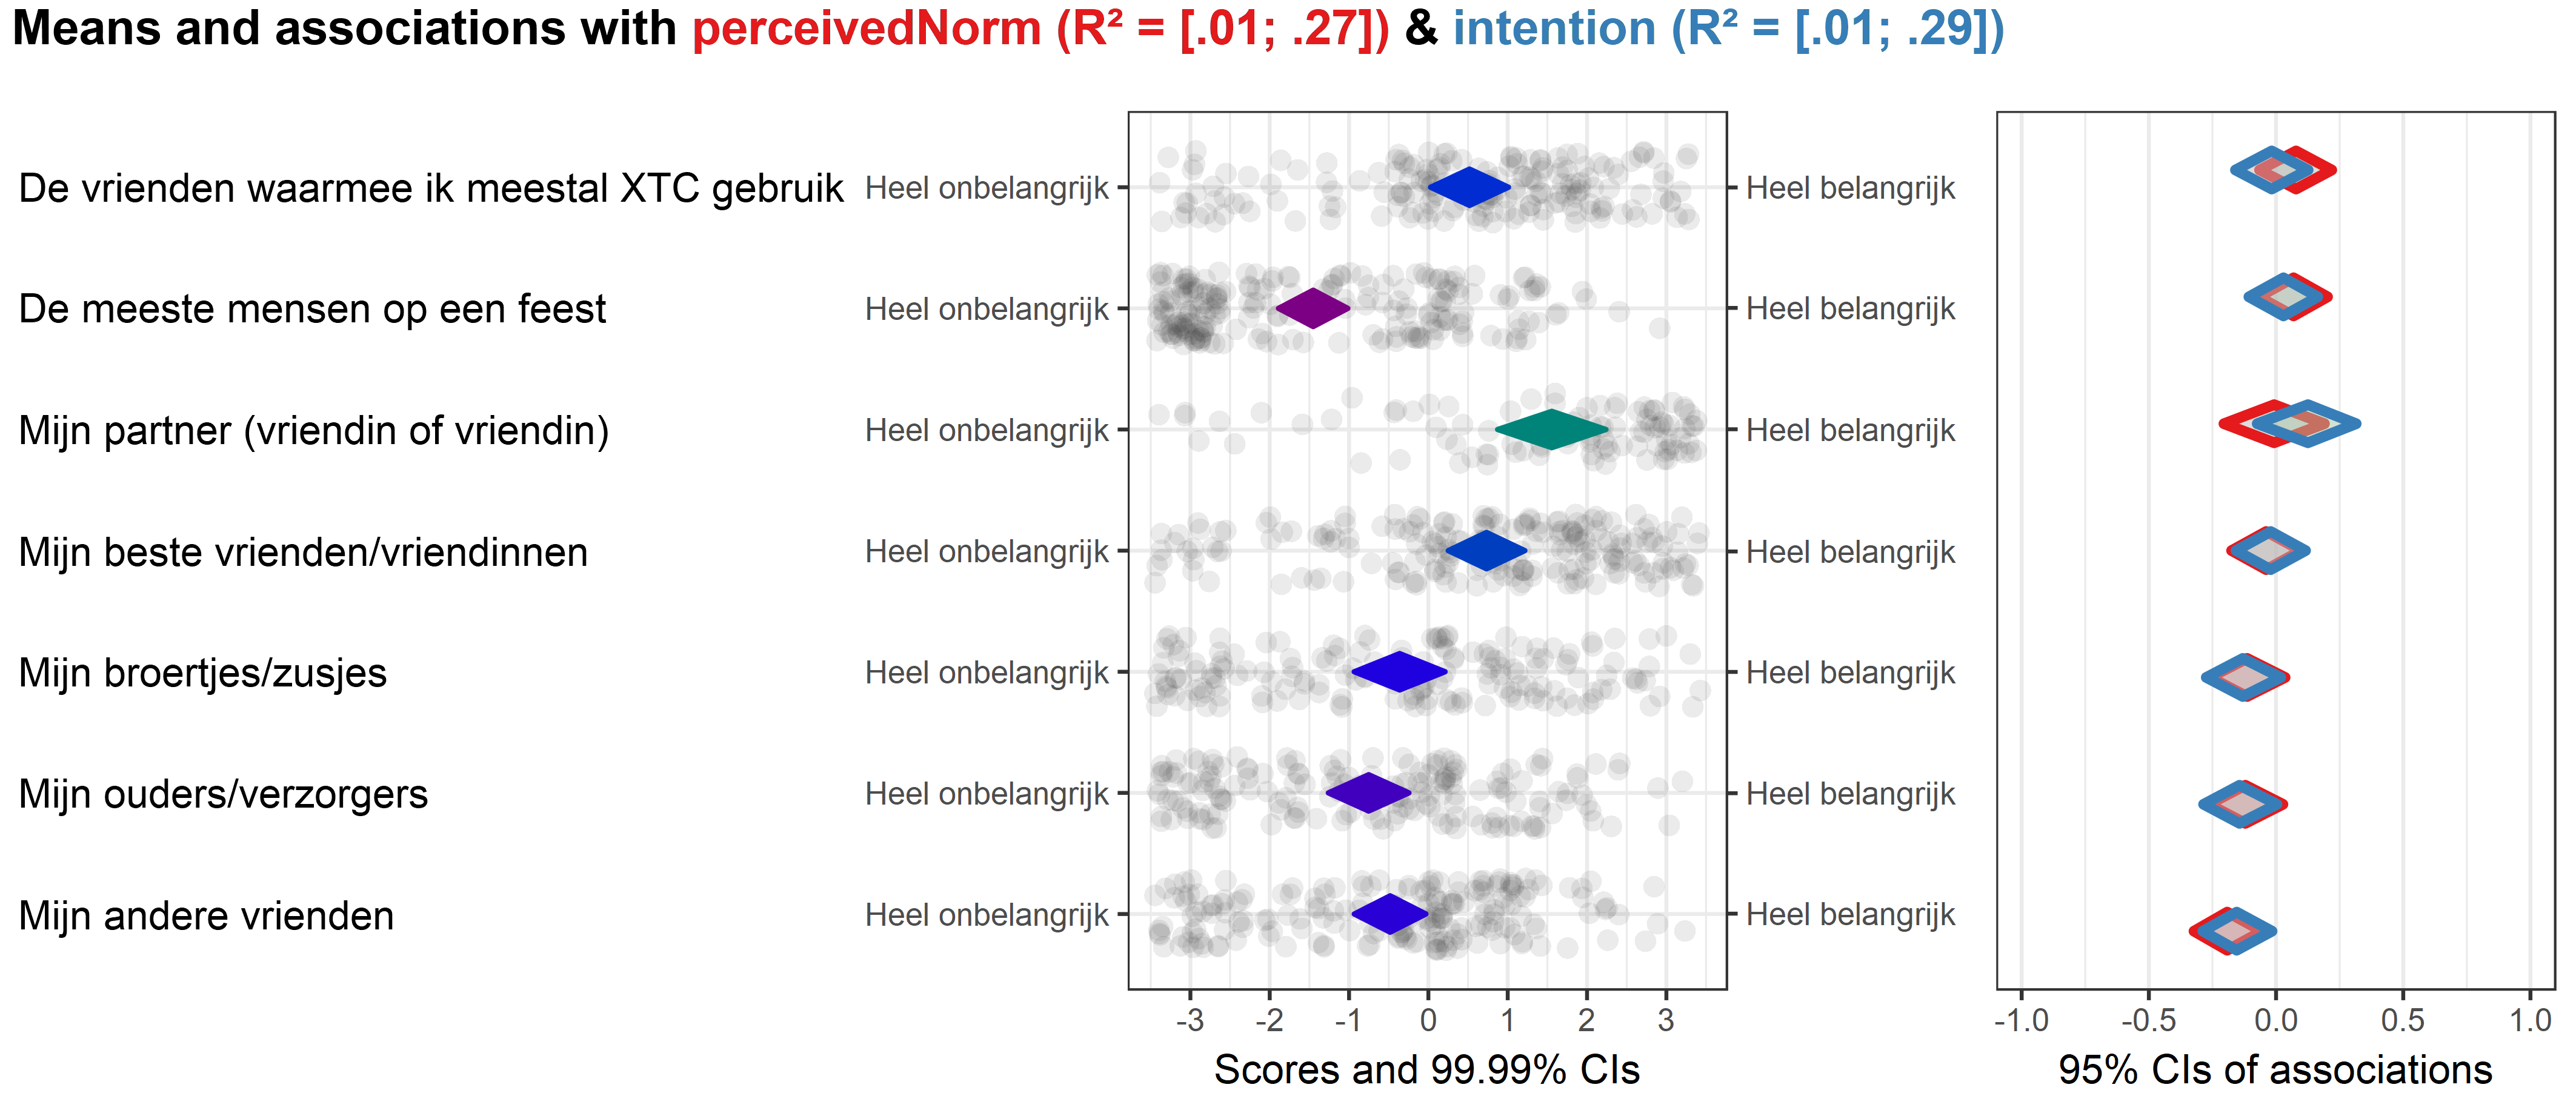 Means and associations with perceivedNorm (R² = [.01; .27]) & intention (R² = [.01; .29])
De vrienden waarmee ik meestal XTC gebruik Heel onbelangrijk Heel belangrijk
De meeste mensen op een feest Heel onbelangrijk Heel belangrijk
Mijn partner (vriendin of vriendin) Heel onbelangrijk Heel belangrijk
Mijn beste vrienden/vriendinnen Heel onbelangrijk Heel belangrijk
Mijn broertjes/zusjes Heel onbelangrijk Heel belangrijk
Mijn ouders/verzorgers Heel onbelangrijk Heel belangrijk
Mijn andere vrienden Heel onbelangrijk Heel belangrijk
-3 -2 -1 0 1 2 3 -1.0 -0.5 0.0 0.5 1.0
Scores and 99.99% CIs 95% CIs of associations